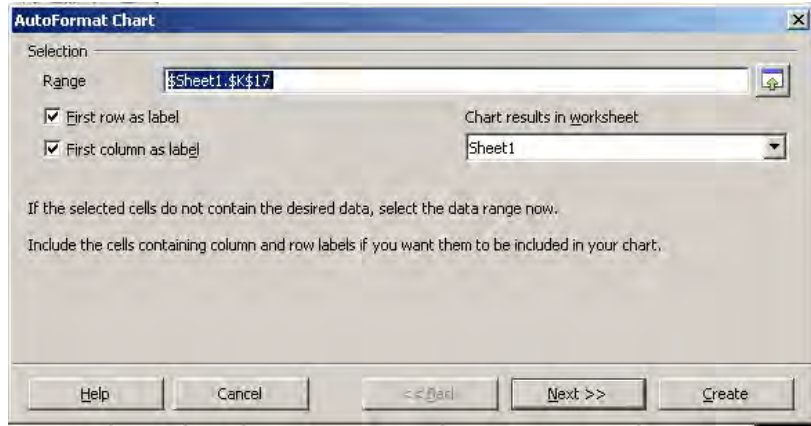 AutoFormat Chart
Selection
Range $Sheet1.$K$17
First row as label Chart results in worksheet
First column as label Sheet1
If the selected cells do not contain the desired data, select the data range now.
Include the cells containing column and row labels if you want them to be included in your chart.
Help Cancel << Back Next >> Create